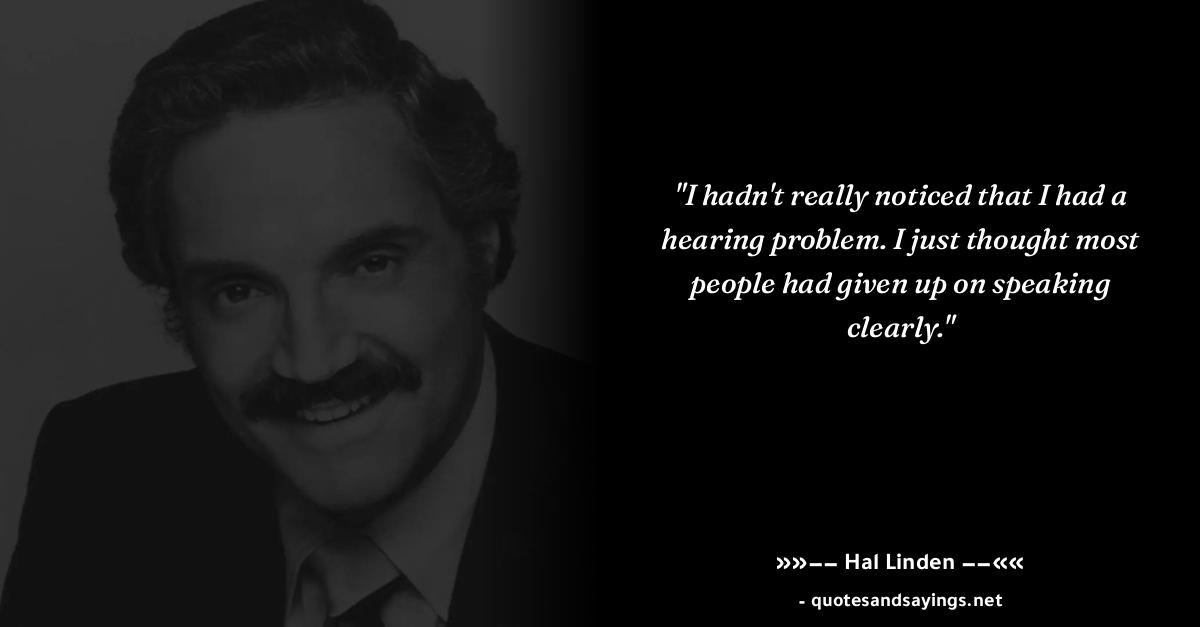 "I hadn't really noticed that I had a
hearing problem. I just thought most
people had given up on speaking
clearly."
»»–– Hal Linden ––««
- quotesandsayings.net